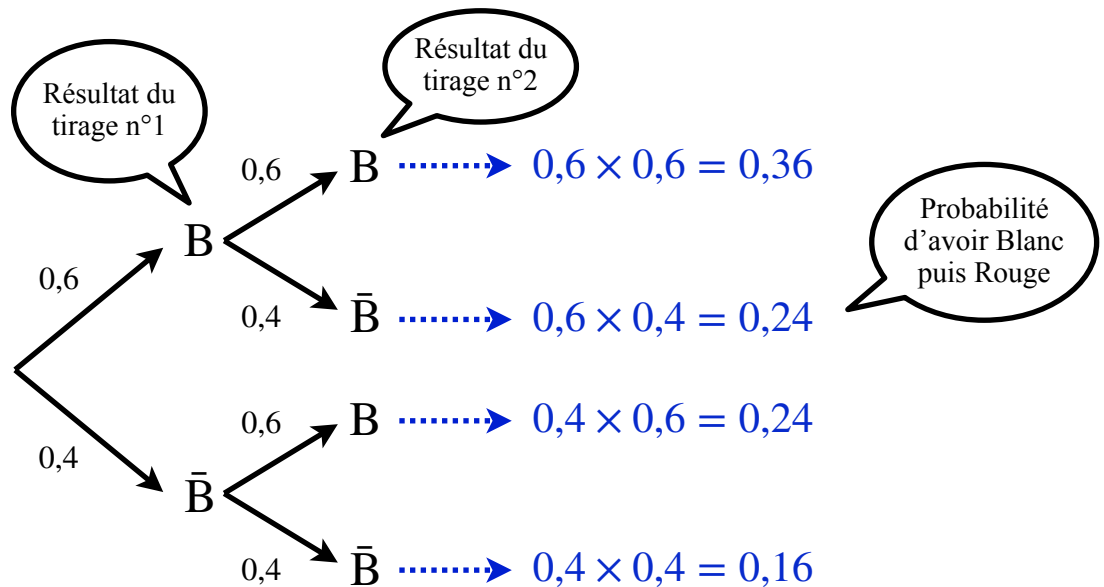 Résultat du
tirage n°1
Résultat du
tirage n°2
0,6
B
0,6 × 0,6 = 0,36
B
0,6
0,4
B̄
0,6 × 0,4 = 0,24
Probabilité
d'avoir Blanc
puis Rouge
0,4
B̄
0,6
B
0,4 × 0,6 = 0,24
0,4
B̄
0,4 × 0,4 = 0,16